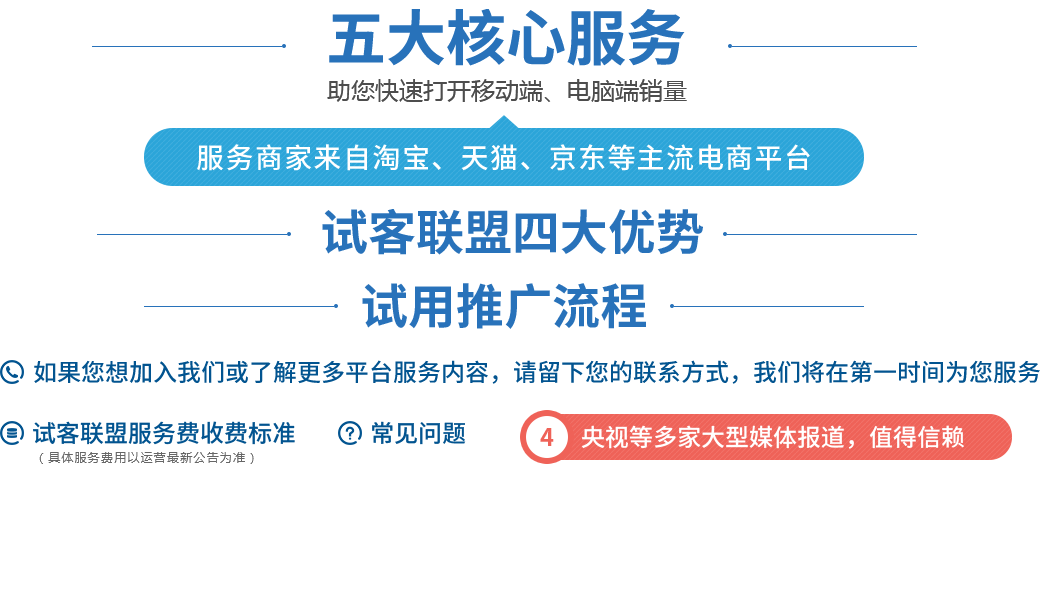 五大核心服务
助您快速打开移动端、电脑端销量
服务商家来自淘宝、天猫、京东等主流电商平台
试客联盟四大优势
试用推广流程
如果您想加入我们或了解更多平台服务内容，请留下您的联系方式，我们将在第一时间为您服务
试客联盟服务费收费标准
（具体服务费用以运营最新公告为准）
常见问题
4 央视等多家大型媒体报道，值得信赖